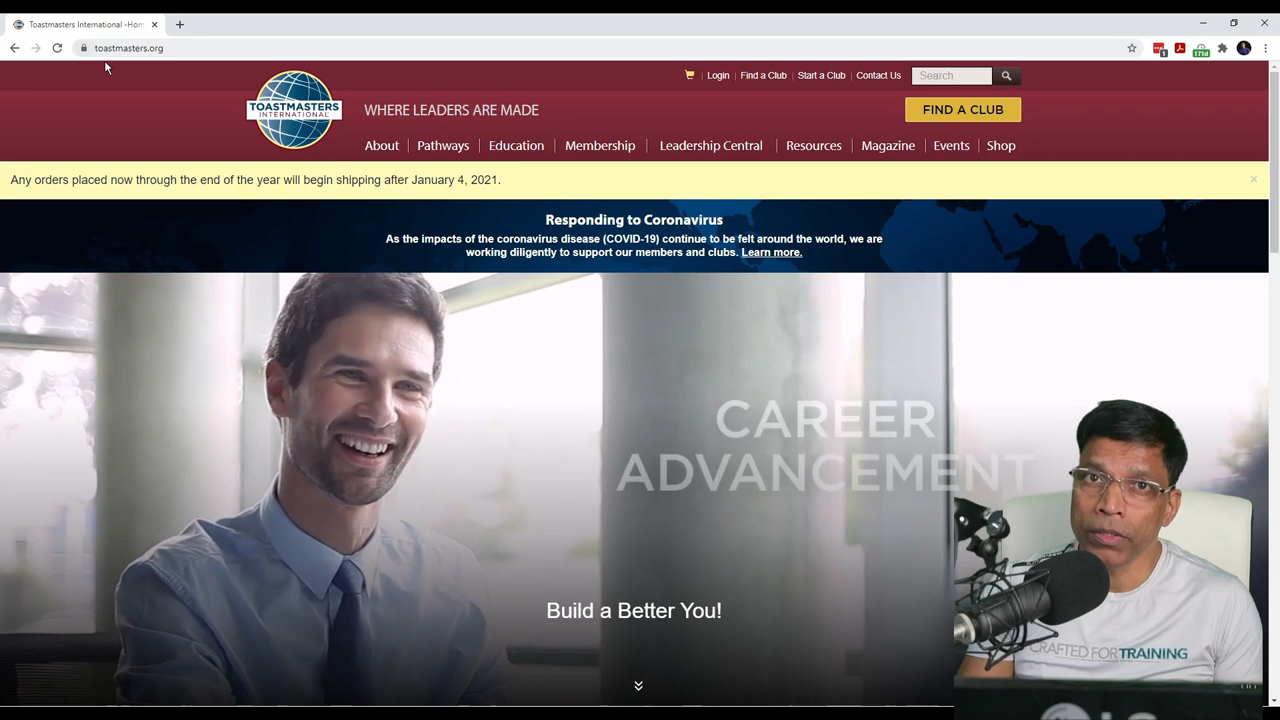 Toastmasters International -Hom
toastmasters.org
1
171d
Login
Find a Club
Start a Club
Contact Us
Search
TOASTMASTERS
INTERNATIONAL
WHERE LEADERS ARE MADE
FIND A CLUB
About
Pathways
Education
Membership
Leadership Central
Resources
Magazine
Events
Shop
Any orders placed now through the end of the year will begin shipping after January 4, 2021.
Responding to Coronavirus
As the impacts of the coronavirus disease (COVID-19) continue to be felt around the world, we are
working diligently to support our members and clubs. Learn more.
CAREER
ADVANCEMENT
Build a Better You!
CRAFTED FOR TRAINING